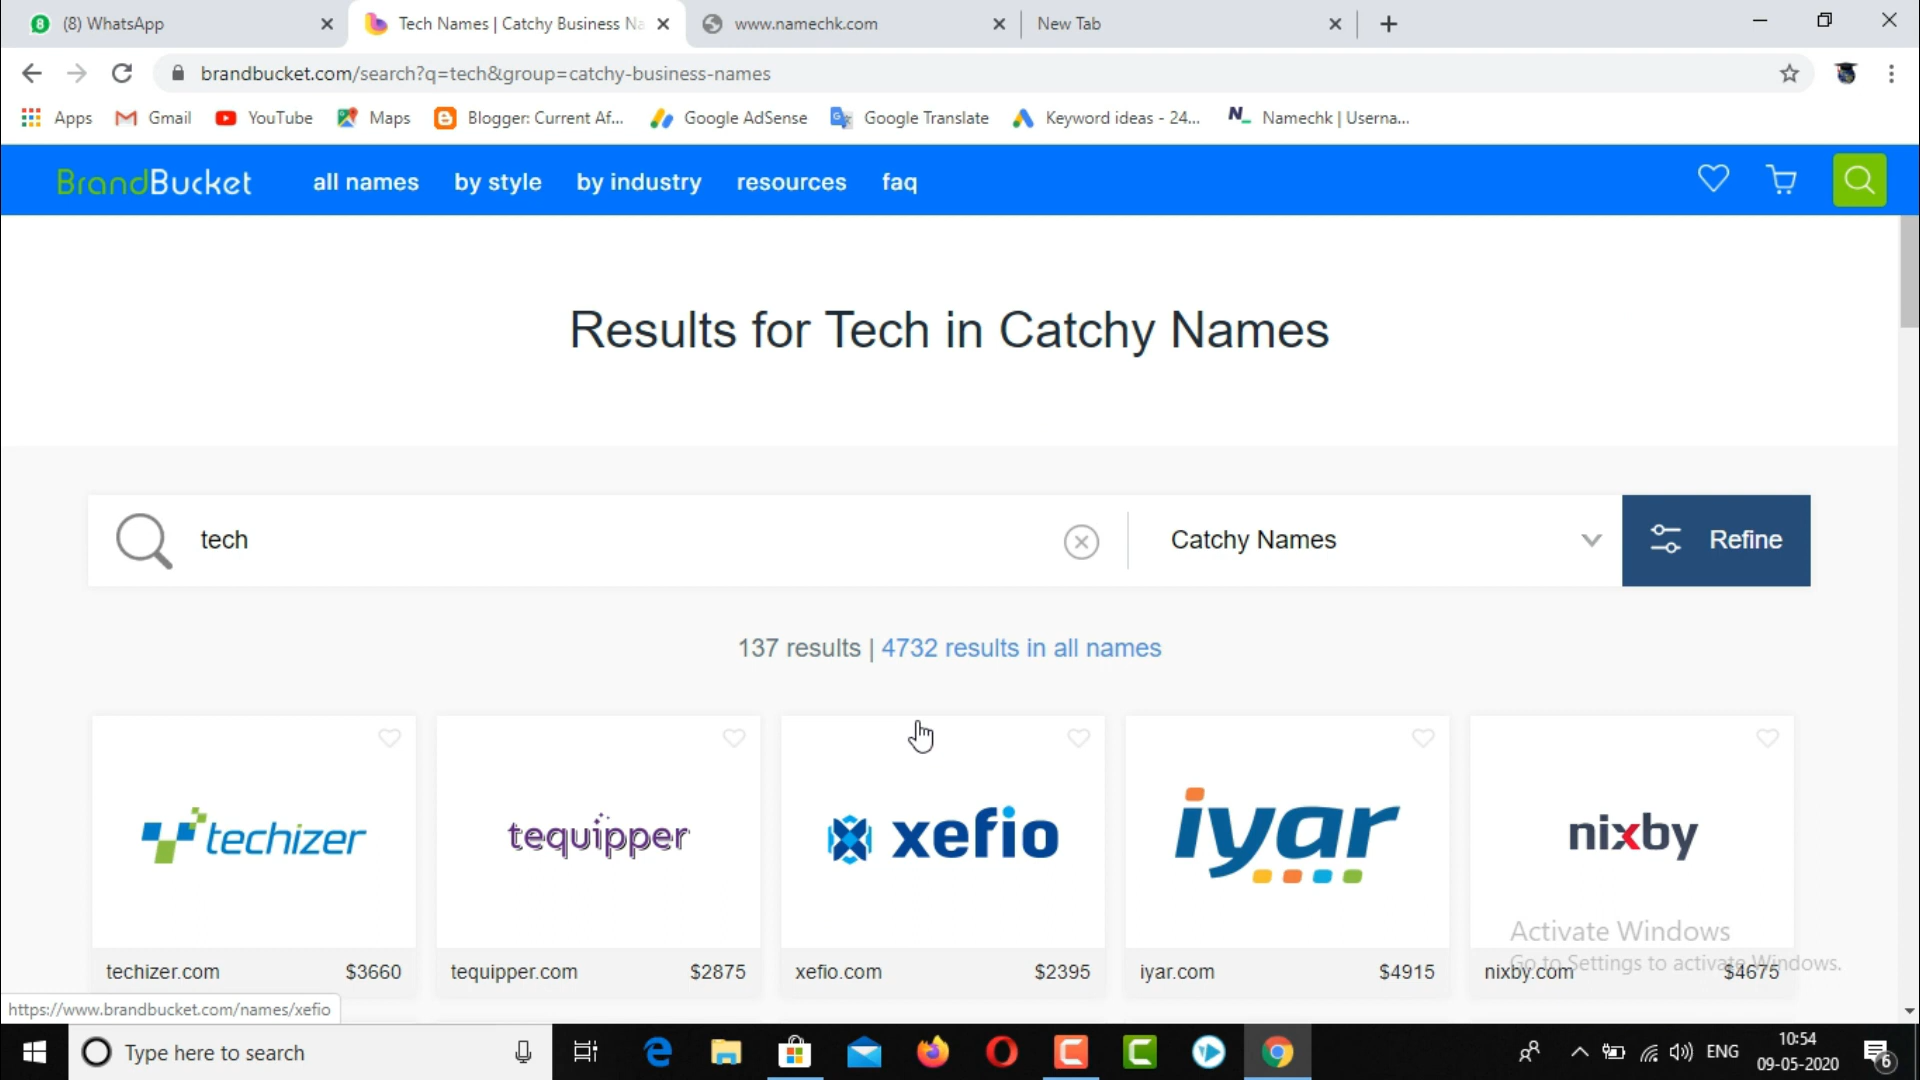 (8) WhatsApp
Tech Names | Catchy Business Na
www.namechk.com
New Tab
brandbucket.com/search?q=tech&group=catchy-business-names
Apps
Gmail
YouTube
Maps
Blogger: Current Af...
Google AdSense
Google Translate
Keyword ideas - 24...
Namechk | Userna...
BrandBucket
all names
by style
by industry
resources
faq
Results for Tech in Catchy Names
tech
Catchy Names
Refine
137 results | 4732 results in all names
techizer
tequipper
xefio
iyar
nixby
techizer.com $3660
tequipper.com $2875
xefio.com $2395
iyar.com $4915
nixby.com $4675
Activate Windows
Go to Settings to activate Windows.
https://www.brandbucket.com/names/xefio
Type here to search
ENG
10:54
09-05-2020
6